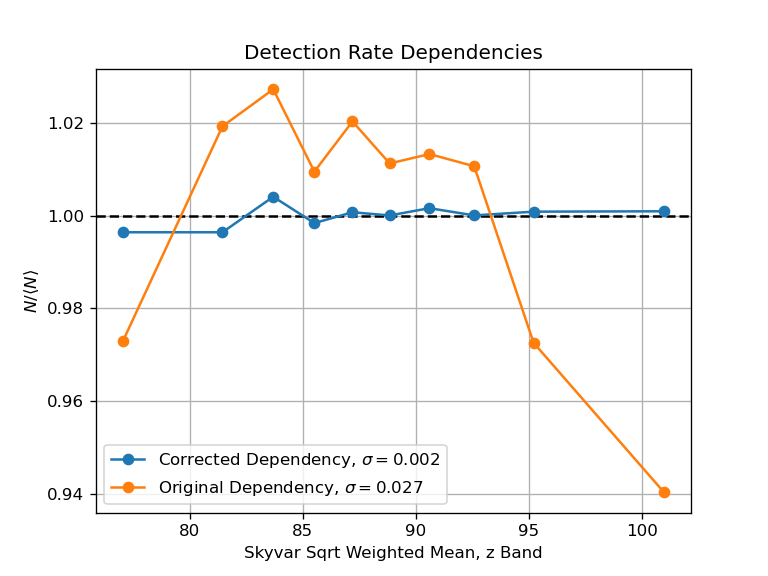 Detection Rate Dependencies
N/⟨N⟩
1.02
1.00
0.98
0.96
0.94
Corrected Dependency, σ = 0.002
Original Dependency, σ = 0.027
80
85
90
95
100
Skyvar Sqrt Weighted Mean, z Band